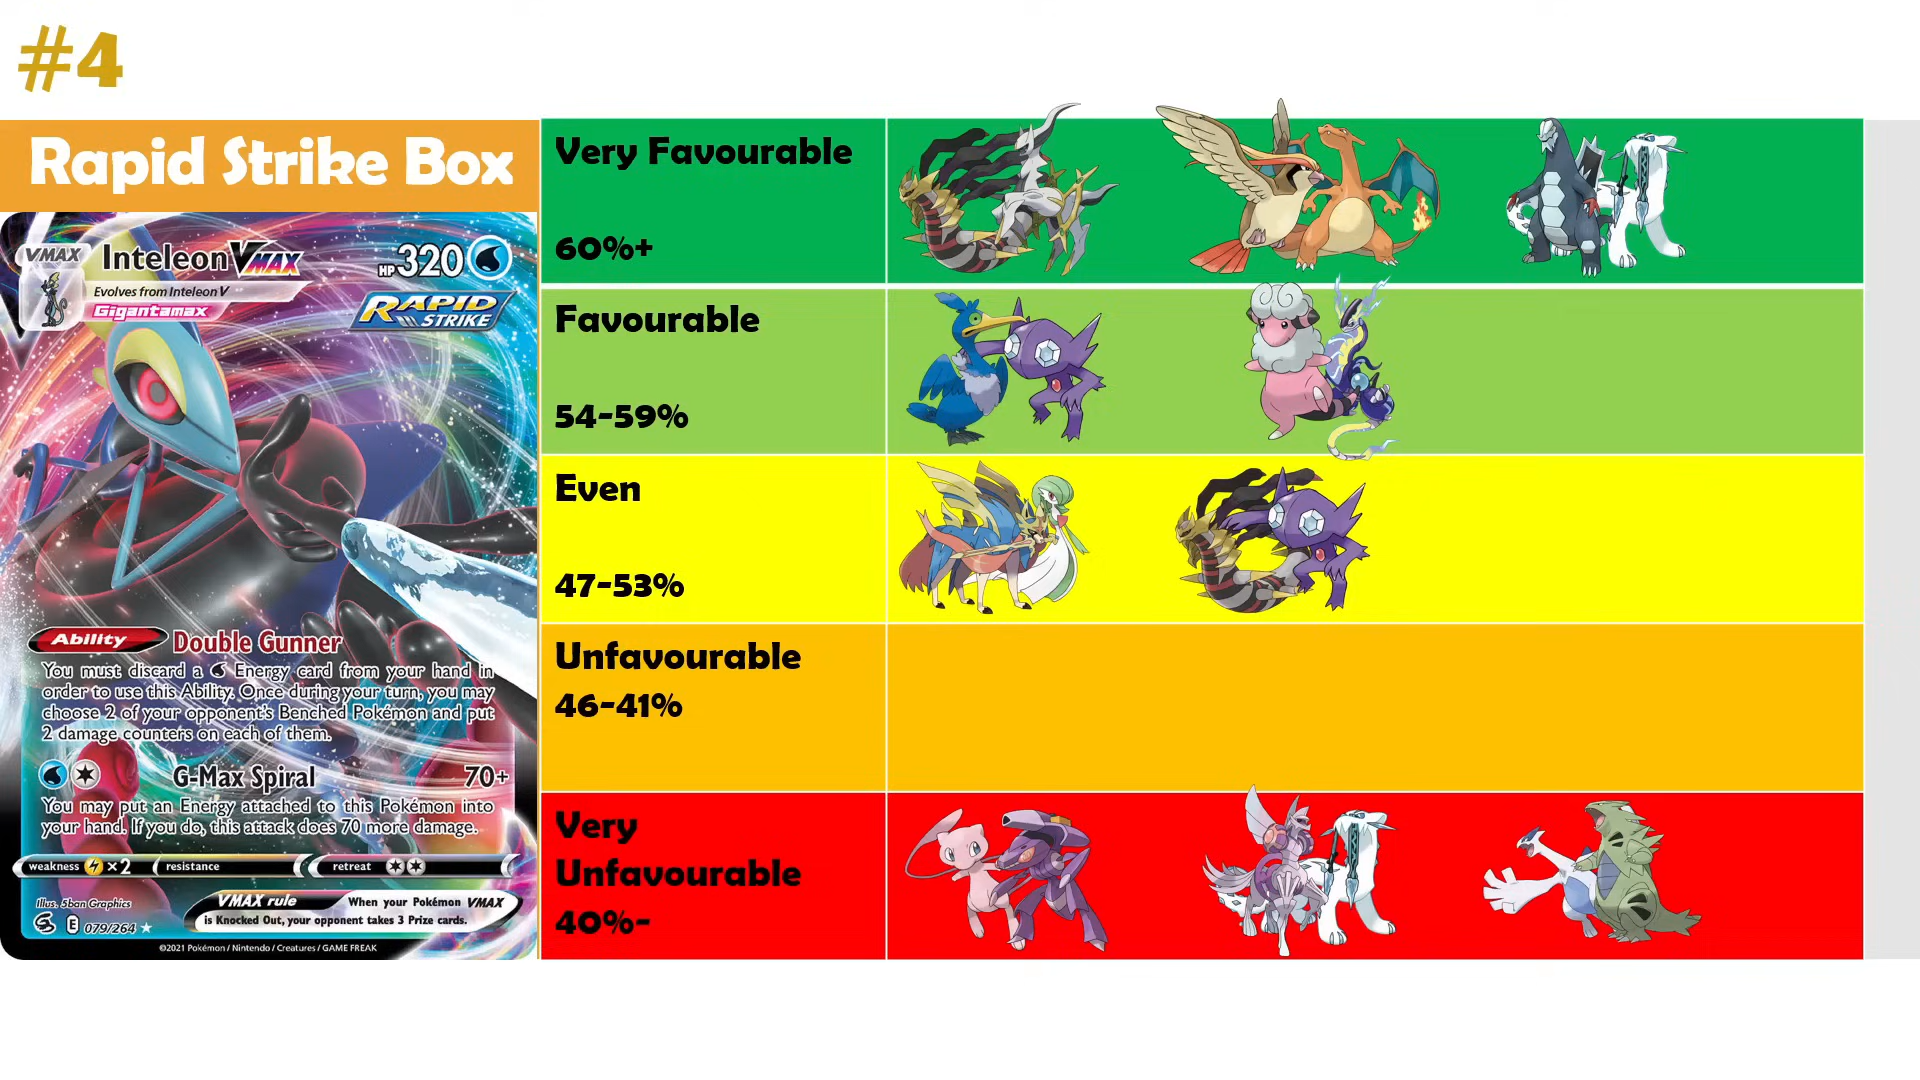 #4
Rapid Strike Box
VMAX
Inteleon VMAX
HP 320
Evolves from Inteleon V
Gigantamax
RAPID
STRIKE
Ability Double Gunner
You must discard a Energy card from your hand in
order to use this Ability. Once during your turn, you may
choose 2 of your opponent's Benched Pokémon and put
2 damage counters on each of them.
G-Max Spiral 70+
You may put an Energy attached to this Pokémon into
your hand. If you do, this attack does 70 more damage.
weakness ×2 resistance retreat
Illus. 5ban Graphics
VMAX rule When your Pokémon VMAX
is Knocked Out, your opponent takes 3 Prize cards.
E 079/264 ★
©2021 Pokémon / Nintendo / Creatures / GAME FREAK
Very Favourable
60%+
Favourable
54-59%
Even
47-53%
Unfavourable
46-41%
Very
Unfavourable
40%-